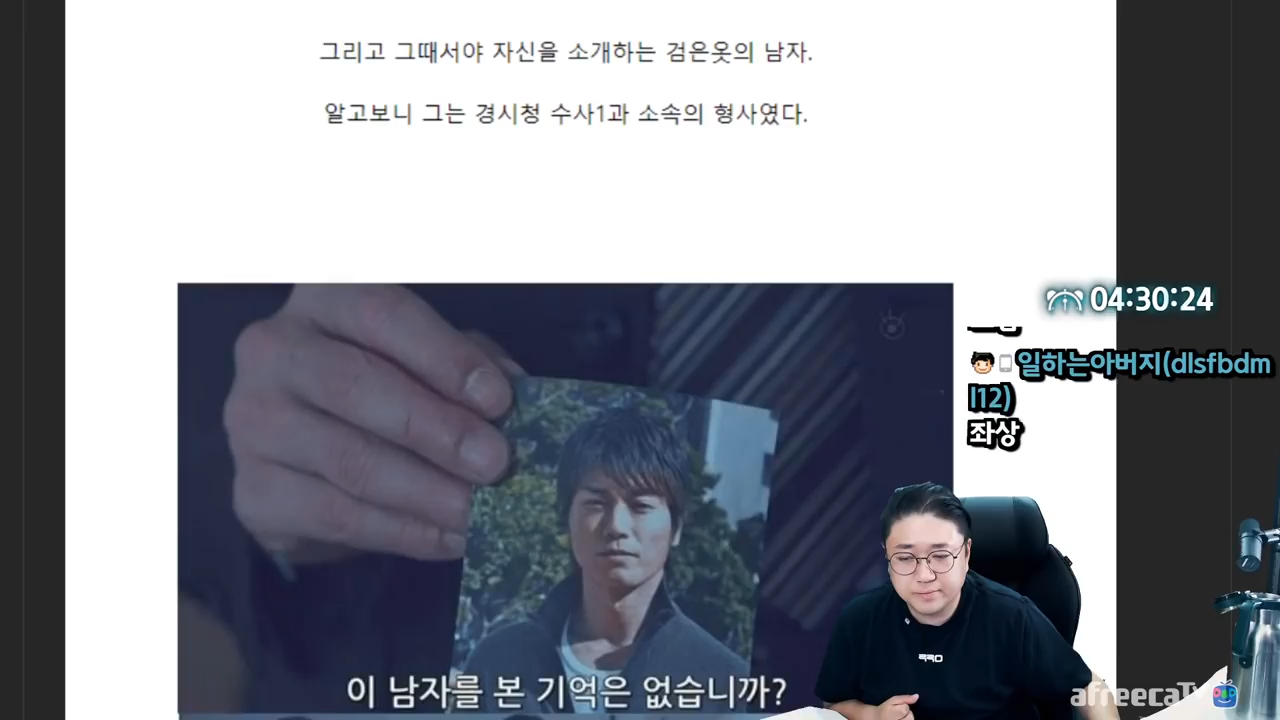 그리고 그때서야 자신을 소개하는 검은옷의 남자.
알고보니 그는 경시청 수사1과 소속의 형사였다.
04:30:24
일하는아버지(dlsfbdm
l12)
좌상
이 남자를 본 기억은 없습니까?
afreecaTV